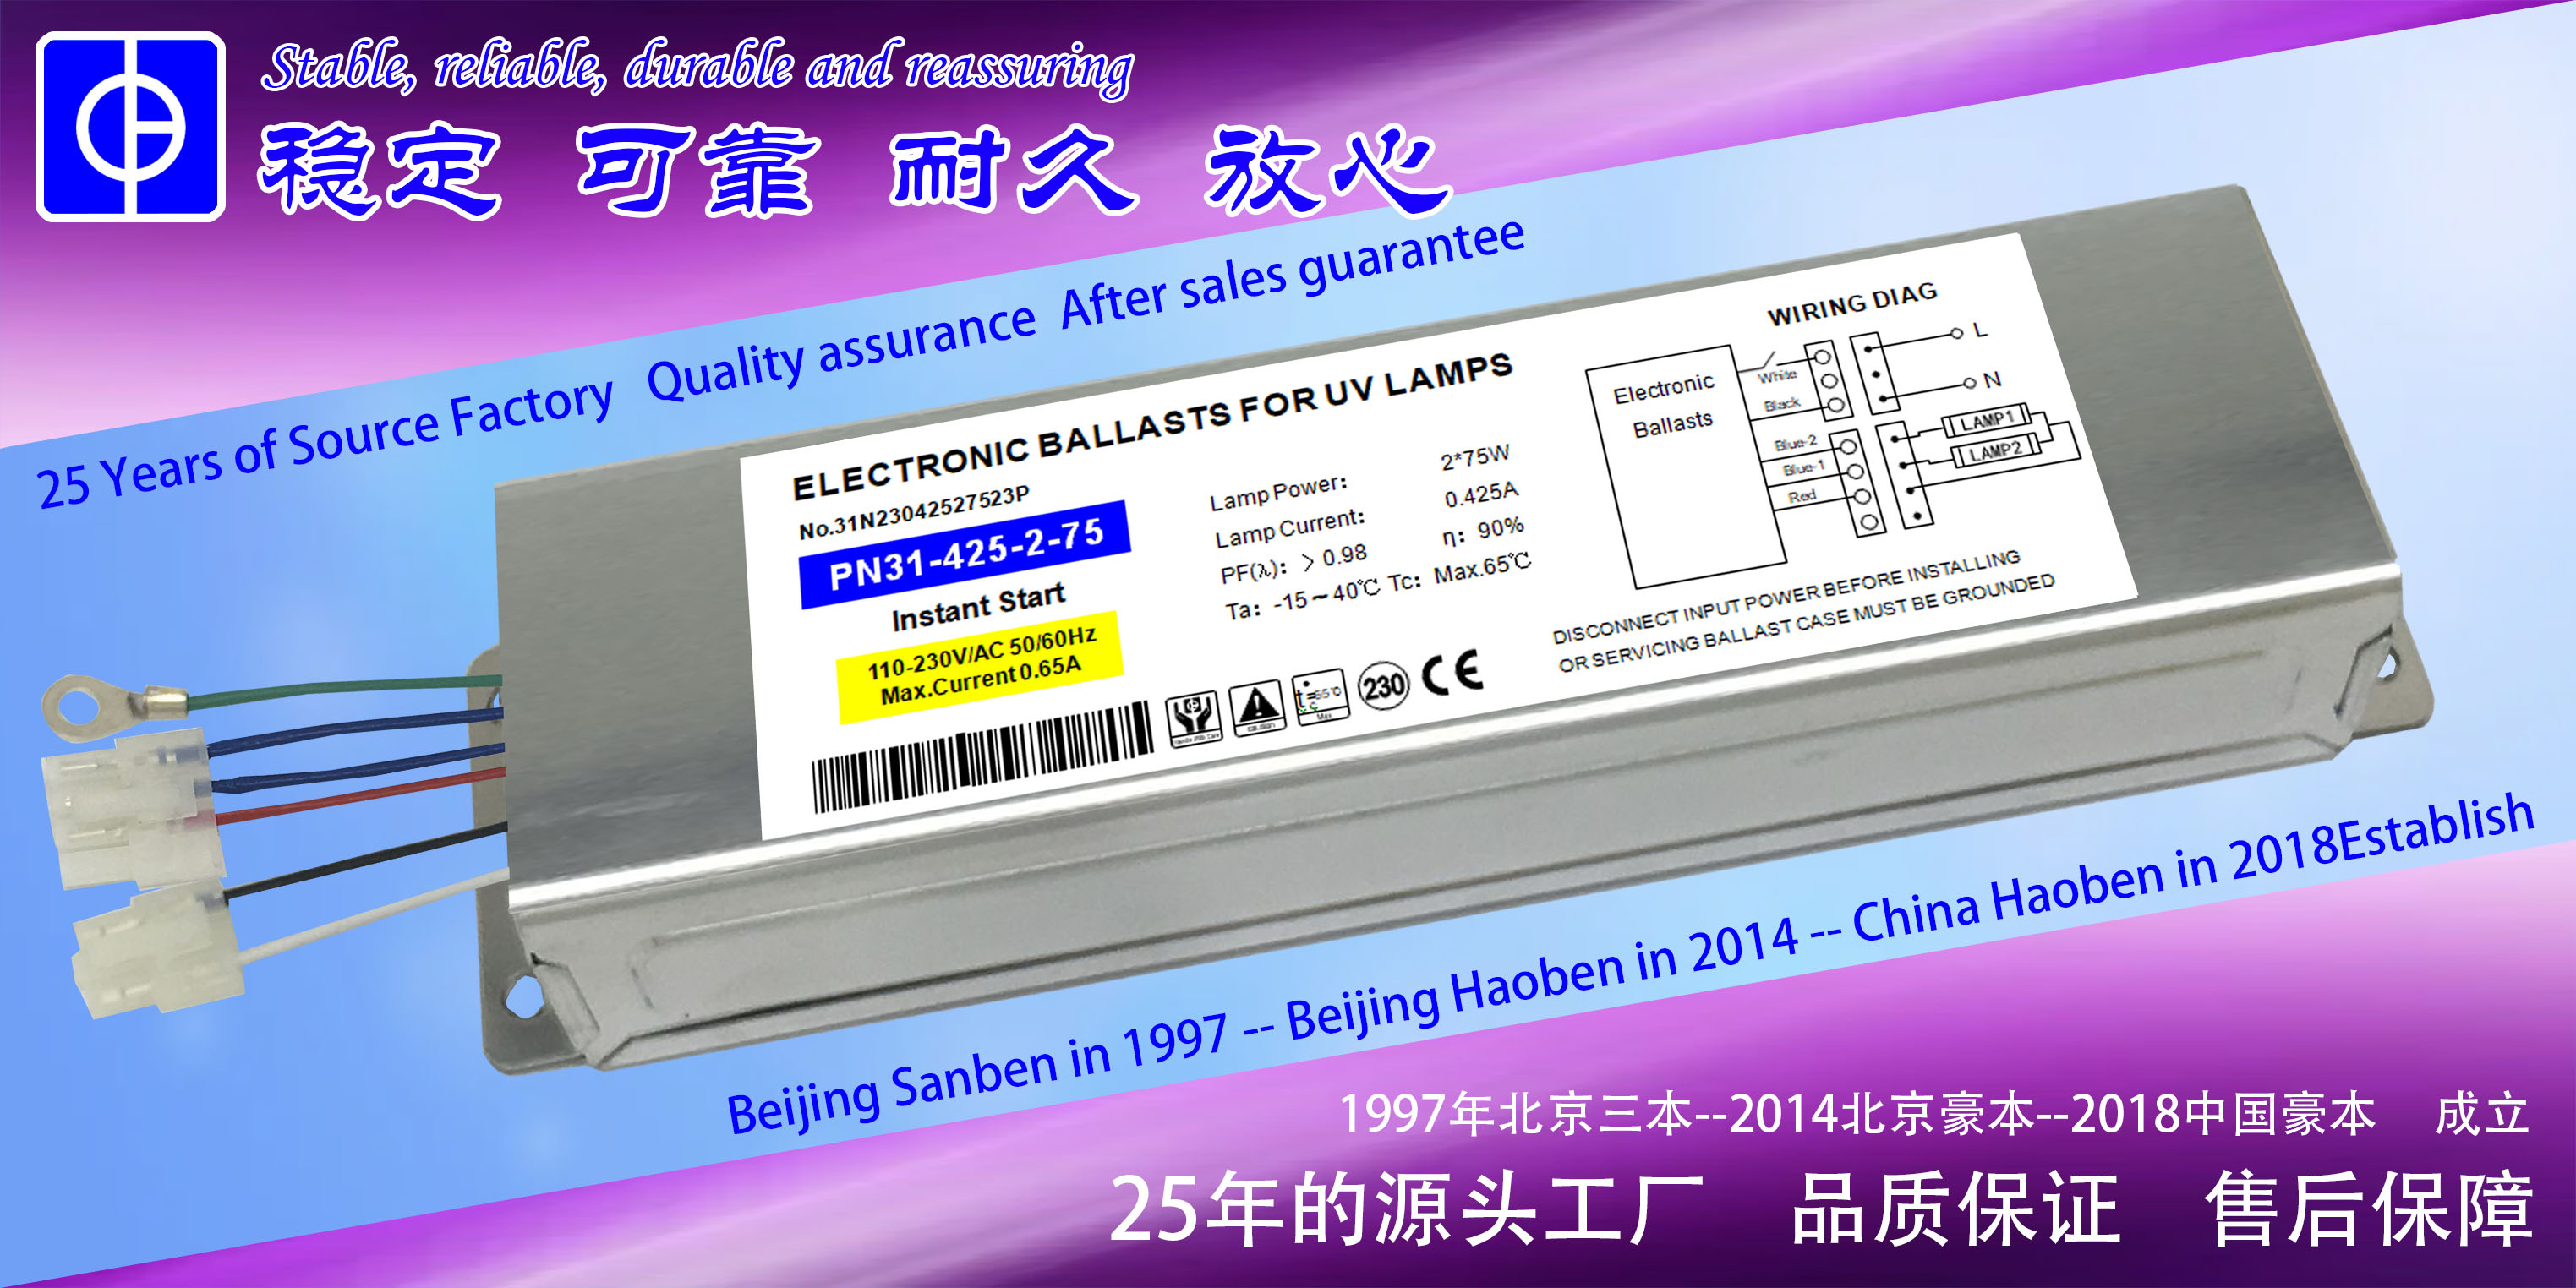 Stable, reliable, durable and reassuring
稳定 可靠 耐久 放心
25 Years of Source Factory Quality assurance After sales guarantee
ELECTRONIC BALLASTS FOR UV LAMPS
No.31N23042527523P
PN31-425-2-75
Instant Start
110-230V/AC 50/60Hz
Max.Current 0.65A
Lamp Power: 2*75W
Lamp Current: 0.425A
PF(λ): > 0.98 η: 90%
Ta: -15~40℃ Tc: Max.65℃
230
CE
WIRING DIAG
Electronic
Ballasts
White
Black
Blue-2
Blue-1
Red
L
N
LAMP1
LAMP2
DISCONNECT INPUT POWER BEFORE INSTALLING
OR SERVICING BALLAST CASE MUST BE GROUNDED
Beijing Sanben in 1997 -- Beijing Haoben in 2014 -- China Haoben in 2018Establish
1997年北京三本--2014北京豪本--2018中国豪本 成立
25年的源头工厂 品质保证 售后保障